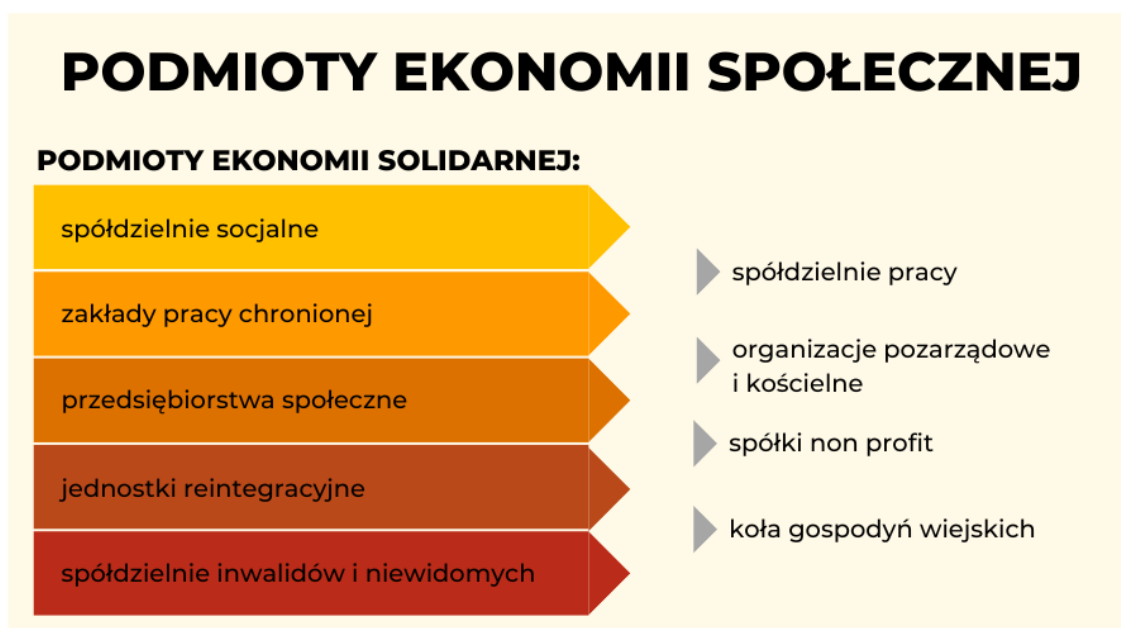 PODMIOTY EKONOMII SPOŁECZNEJ
PODMIOTY EKONOMII SOLIDARNEJ:
spółdzielnie socjalne
zakłady pracy chronionej
przedsiębiorstwa społeczne
jednostki reintegracyjne
spółdzielnie inwalidów i niewidomych
spółdzielnie pracy
organizacje pozarządowe
i kościelne
spółki non profit
koła gospodyń wiejskich